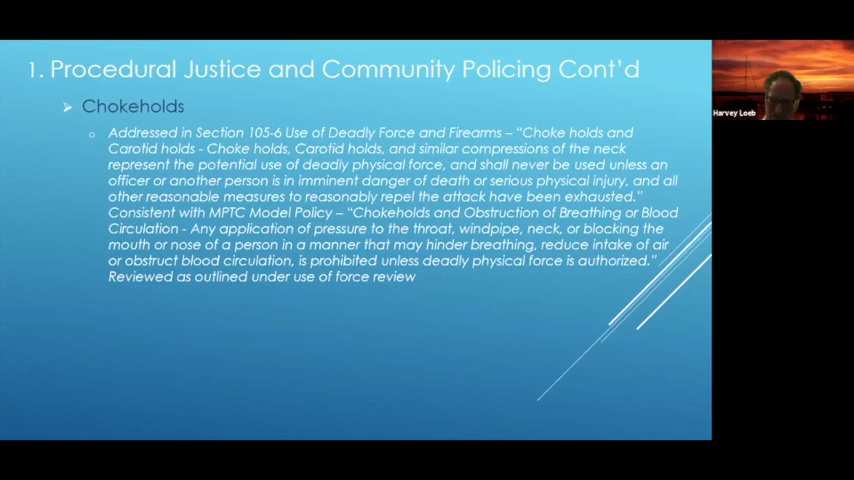 1. Procedural Justice and Community Policing Cont'd
Chokeholds
Addressed in Section 105-6 Use of Deadly Force and Firearms – "Choke holds and
Carotid holds - Choke holds, Carotid holds, and similar compressions of the neck
represent the potential use of deadly physical force, and shall never be used unless an
officer or another person is in imminent danger of death or serious physical injury, and all
other reasonable measures to reasonably repel the attack have been exhausted."
Consistent with MPTC Model Policy – "Chokeholds and Obstruction of Breathing or Blood
Circulation - Any application of pressure to the throat, windpipe, neck, or blocking the
mouth or nose of a person in a manner that may hinder breathing, reduce intake of air
or obstruct blood circulation, is prohibited unless deadly physical force is authorized."
Reviewed as outlined under use of force review
Harvey Loeb